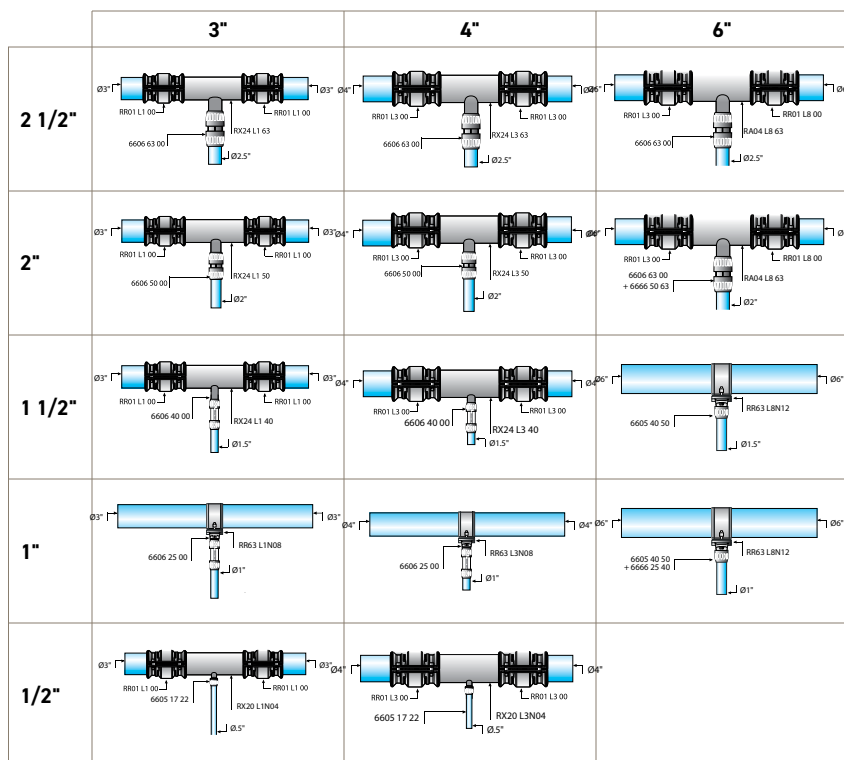 3" 4" 6"
2 1/2"
Ø3" Ø3"
RR01 L1 00 RR01 L1 00
RX24 L1 63
6606 63 00
Ø2.5"
Ø4" Ø4"
RR01 L3 00 RR01 L3 00
RX24 L3 63
6606 63 00
Ø2.5"
Ø6"
RR01 L3 00 RR01 L8 00
RA04 L8 63
6606 63 00
Ø2.5"
2"
Ø3" Ø3"
RR01 L1 00 RR01 L1 00
RX24 L1 50
6606 50 00
Ø2"
Ø4"
RR01 L3 00 RR01 L3 00
RX24 L3 50
6606 50 00
Ø2"
RR01 L3 00 RR01 L8 00
6606 63 00
+ 6666 50 63
RA04 L8 63
Ø2"
1 1/2"
Ø3" Ø3"
RR01 L1 00 RR01 L1 00
6606 40 00
RX24 L1 40
Ø1.5"
Ø4" Ø4"
RR01 L3 00 RR01 L3 00
6606 40 00
RX24 L3 40
Ø1.5"
Ø6" Ø6"
RR63 L8N12
6605 40 50
Ø1.5"
1"
Ø3" Ø3"
RR63 L1N08
6606 25 00
Ø1"
Ø4" Ø4"
RR63 L3N08
6606 25 00
Ø1"
Ø6" Ø6"
RR63 L8N12
6605 40 50
+ 6666 25 40
Ø1"
1/2"
Ø3" Ø3"
RR01 L1 00 RR01 L1 00
6605 17 22
RX20 L1N04
Ø.5"
Ø4" Ø4"
RR01 L3 00 RR01 L3 00
6605 17 22
RX20 L3N04
Ø.5"